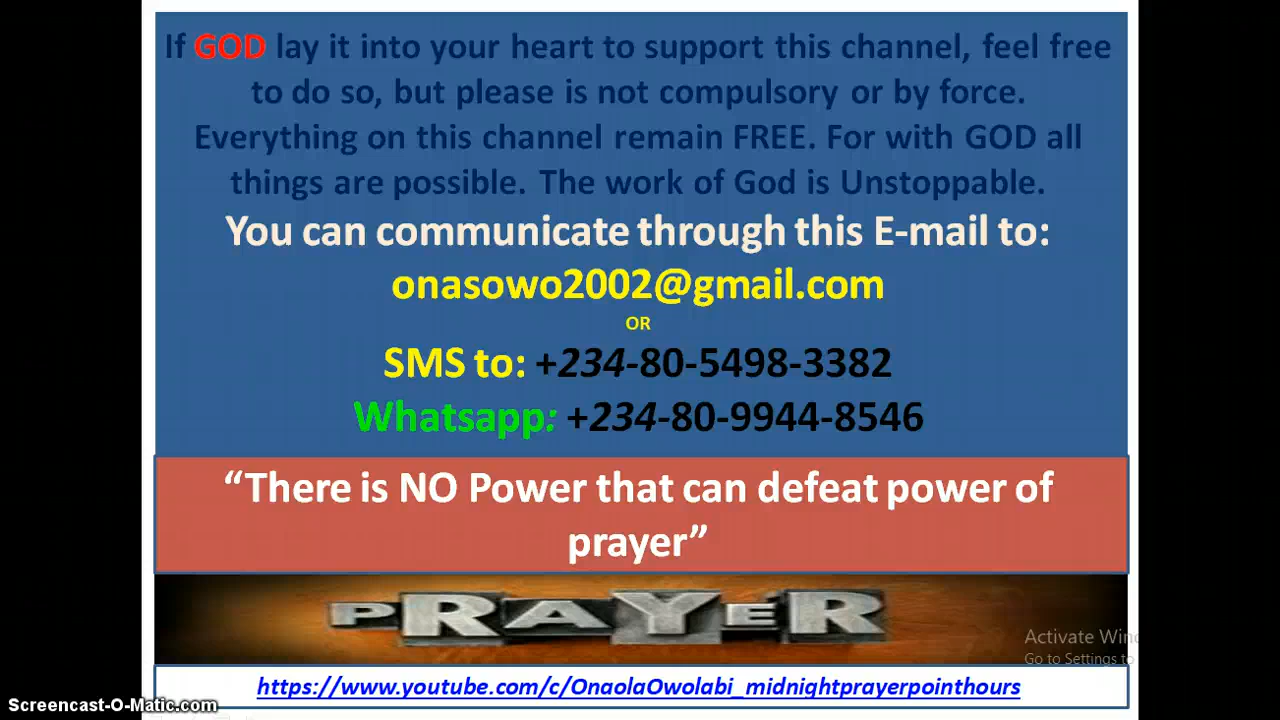 If GOD lay it into your heart to support this channel, feel free
to do so, but please is not compulsory or by force.
Everything on this channel remain FREE. For with GOD all
things are possible. The work of God is Unstoppable.
You can communicate through this E-mail to:
onasowo2002@gmail.com
OR
SMS to: +234-80-5498-3382
Whatsapp: +234-80-9944-8546
“There is NO Power that can defeat power of
prayer”
PRAYER
Activate Win
Go to Settings to
https://www.youtube.com/c/OnaolaOwolabi_midnightprayerpointhours
Screencast-O-Matic.com